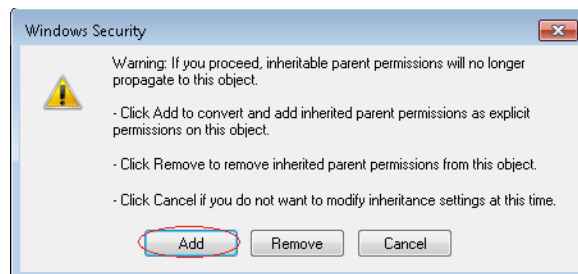 Windows Security
Warning: If you proceed, inheritable parent permissions will no longer
propagate to this object.
- Click Add to convert and add inherited parent permissions as explicit
permissions on this object.
- Click Remove to remove inherited parent permissions from this object.
- Click Cancel if you do not want to modify inheritance settings at this time.
Add Remove Cancel